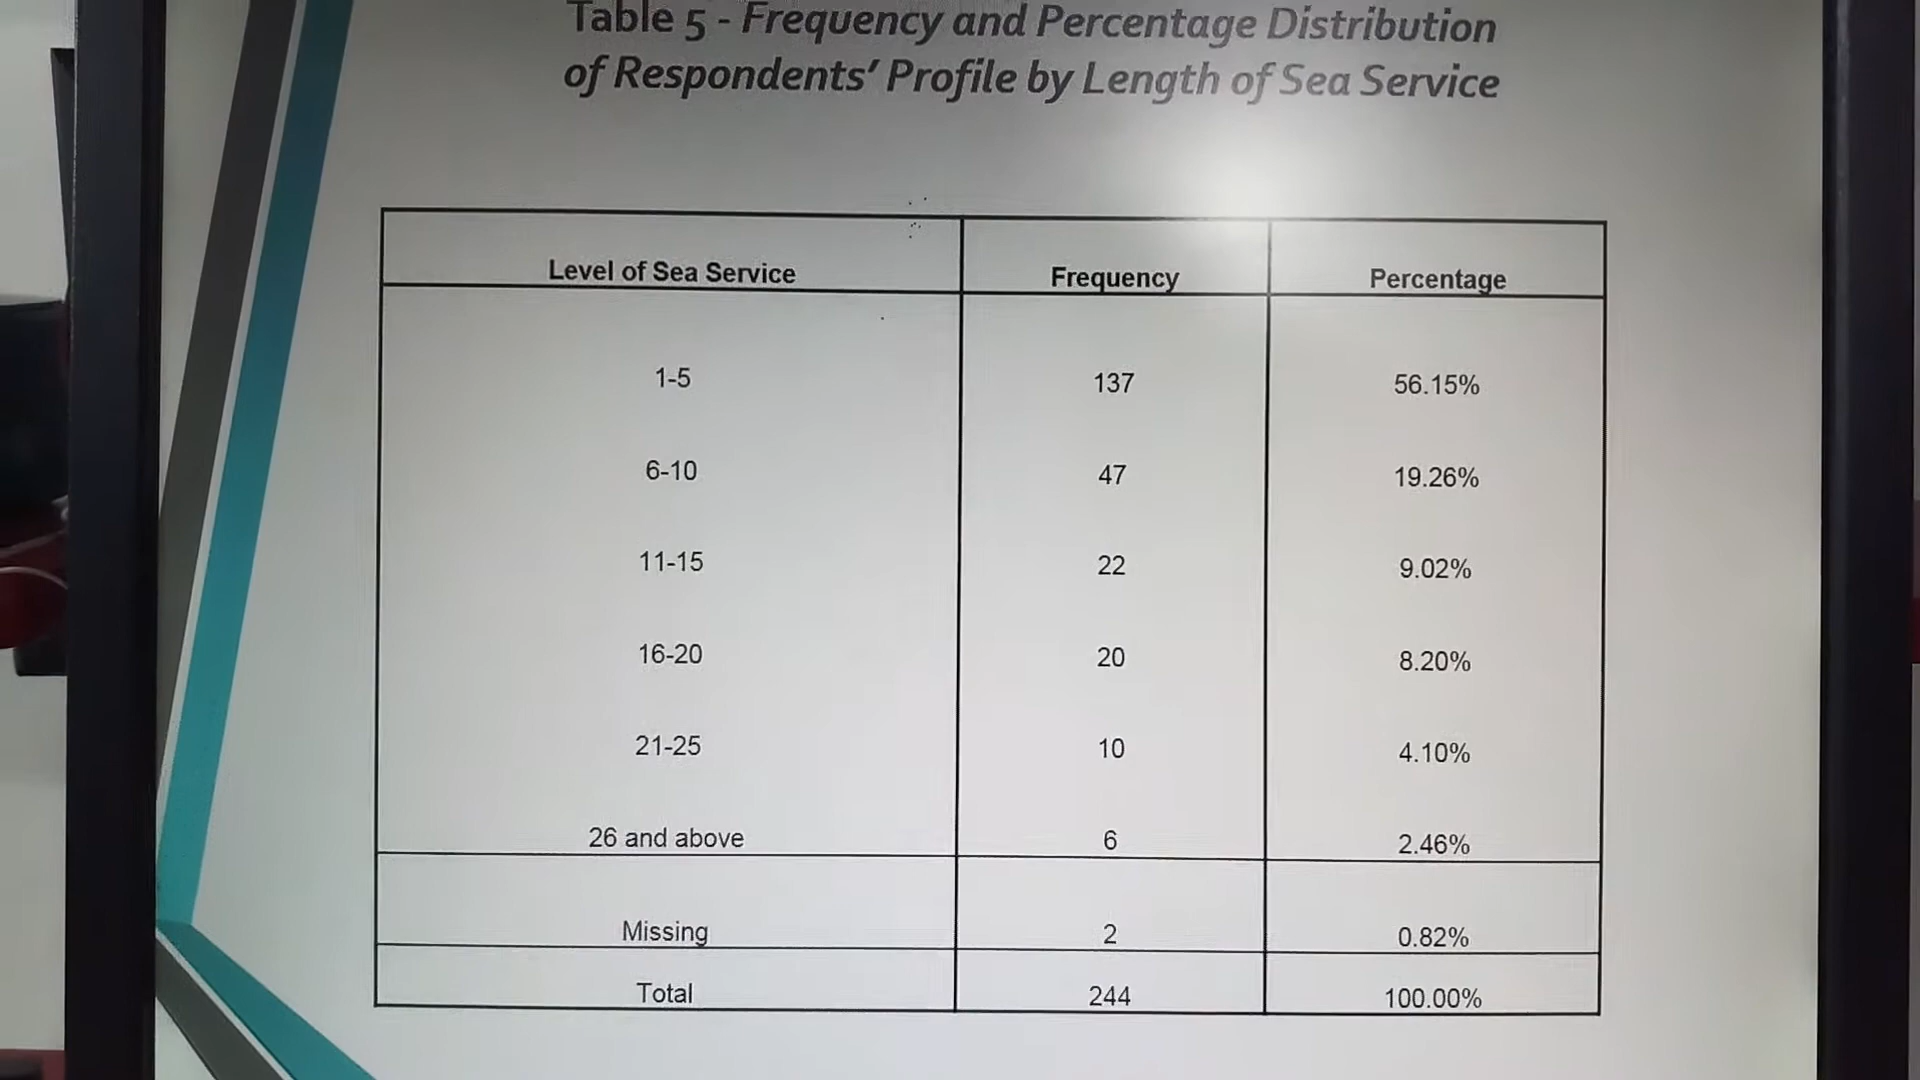 Table 5 - Frequency and Percentage Distribution
of Respondents' Profile by Length of Sea Service
Level of Sea Service Frequency Percentage
1-5 137 56.15%
6-10 47 19.26%
11-15 22 9.02%
16-20 20 8.20%
21-25 10 4.10%
26 and above 6 2.46%
Missing 2 0.82%
Total 244 100.00%